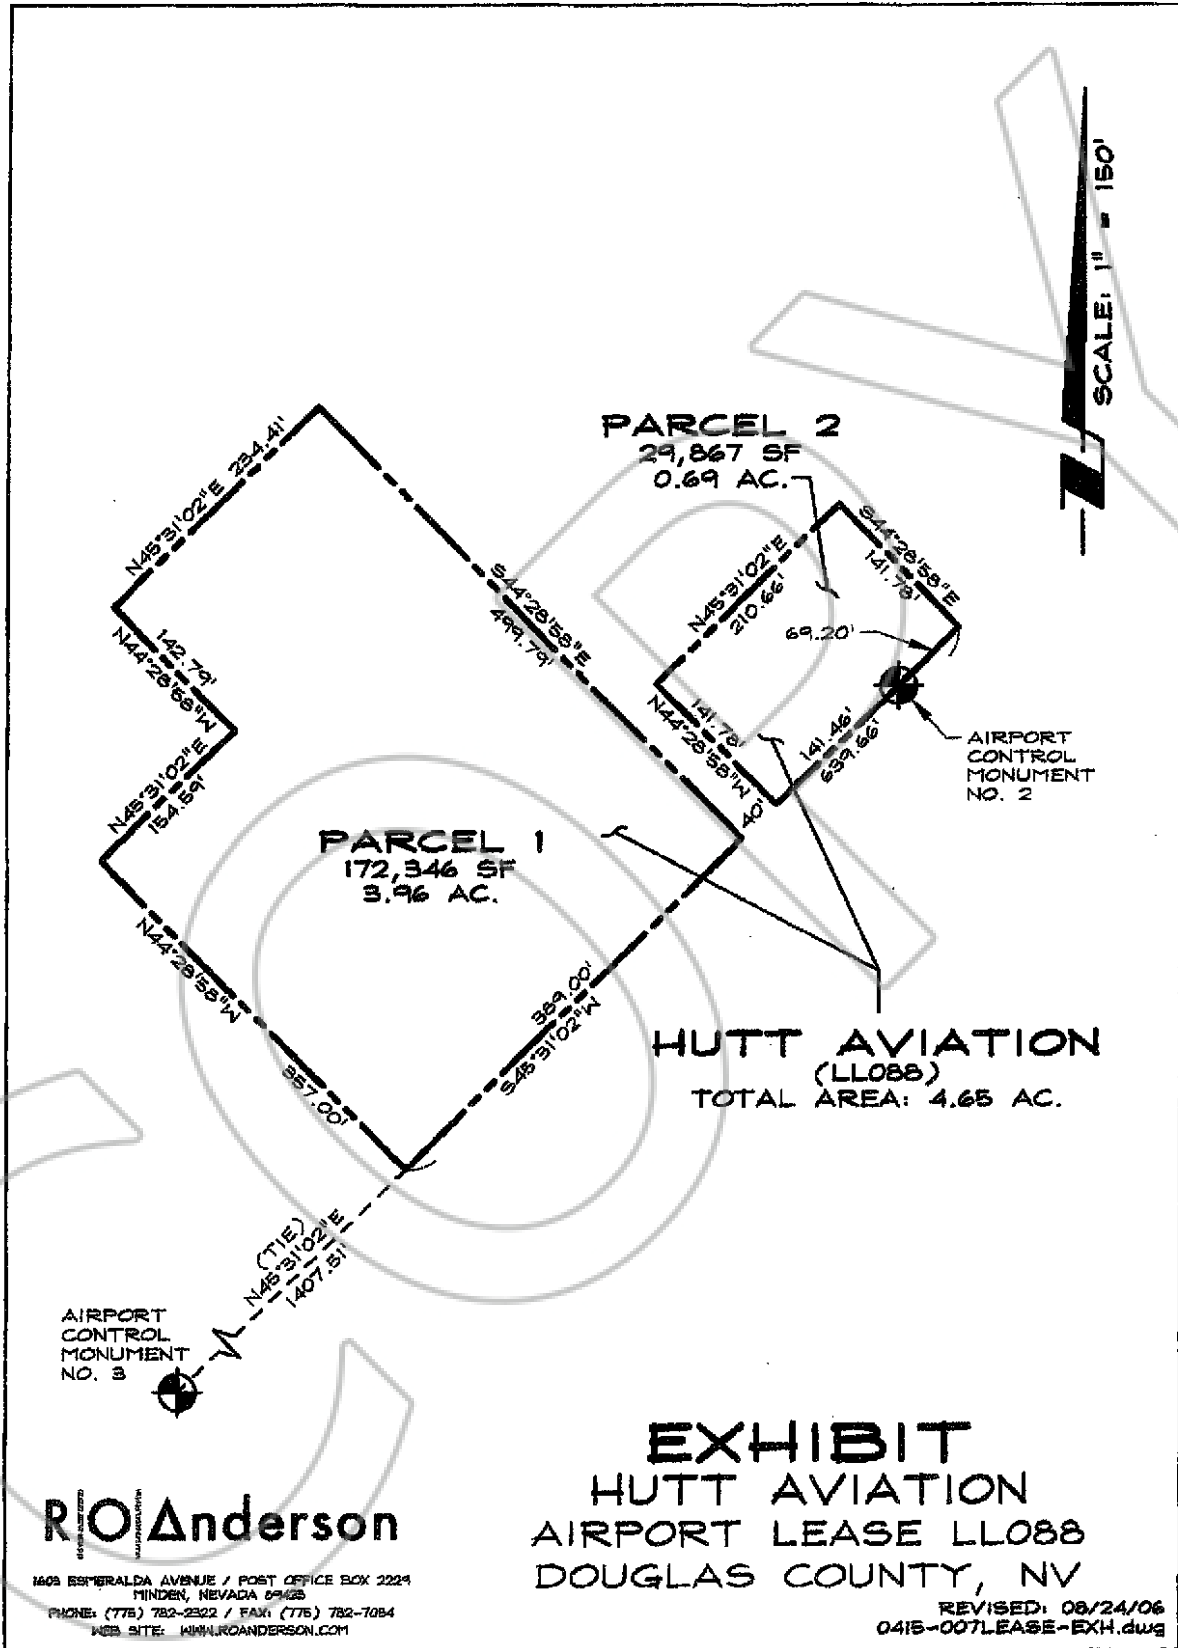 SCALE: 1" = 150'
PARCEL 2
29,867 SF
0.69 AC.
N45°31'02"E 234.41'
S44°28'58"E
499.79'
N45°31'02"E
210.66'
S44°28'58"E
141.78'
69.20'
142.79'
N44°28'58"W
141.78'
N44°28'58"W
141.46'
639.66'
AIRPORT
CONTROL
MONUMENT
NO. 2
N45°31'02"E
154.59'
40'
PARCEL 1
172,346 SF
3.96 AC.
N44°28'58"W
357.00'
389.00'
S45°31'02"W
HUTT AVIATION
(LL088)
TOTAL AREA: 4.65 AC.
(TIE)
N45°31'02"E
1407.51'
AIRPORT
CONTROL
MONUMENT
NO. 3
EXHIBIT
HUTT AVIATION
AIRPORT LEASE LL088
DOUGLAS COUNTY, NV
REVISED: 08/24/06
0415-007LEASE-EXH.dwg
R|O|Anderson
1603 ESMERALDA AVENUE / POST OFFICE BOX 2229
MINDEN, NEVADA 89423
PHONE: (775) 782-2322 / FAX: (775) 782-7084
WEB SITE: WWW.ROANDERSON.COM
COPY